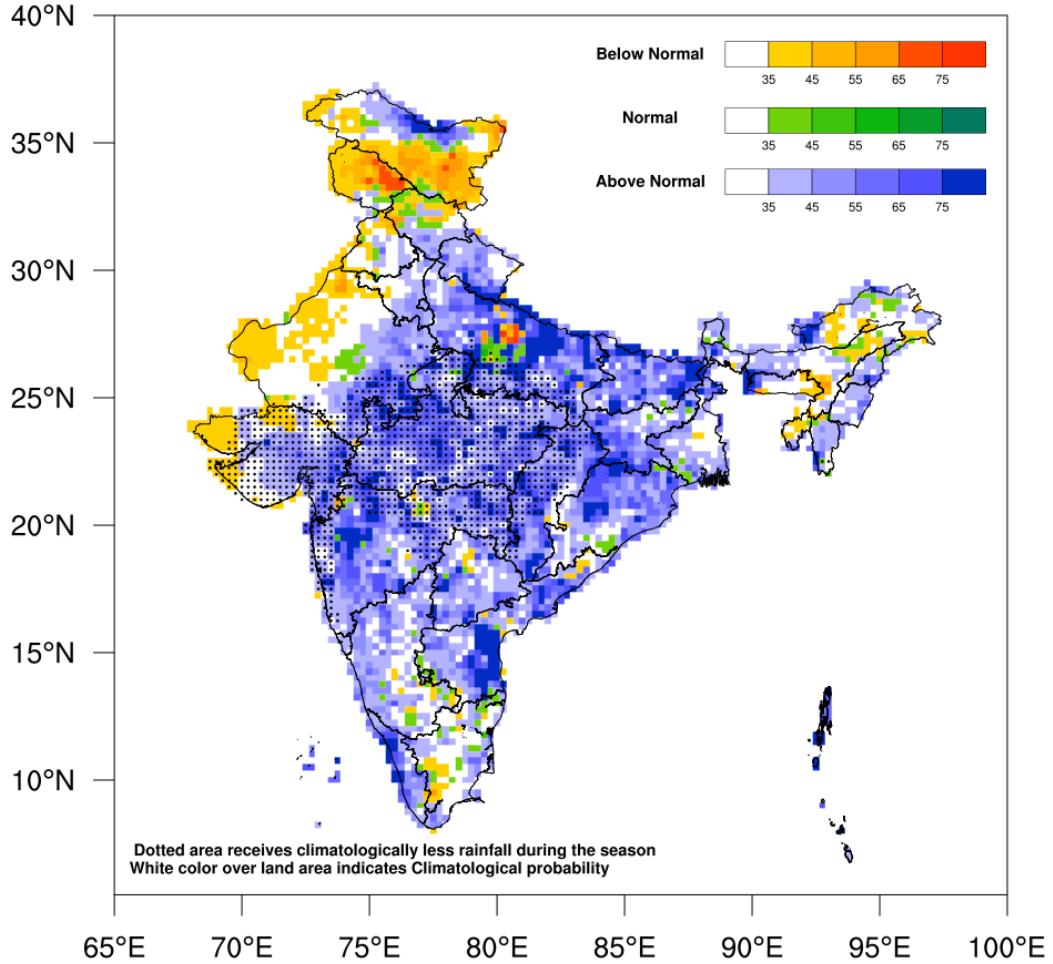 40°N
Below Normal
35 45 55 65 75
35°N
Normal
35 45 55 65 75
Above Normal
35 45 55 65 75
30°N
25°N
20°N
15°N
10°N
Dotted area receives climatologically less rainfall during the season
White color over land area indicates Climatological probability
65°E 70°E 75°E 80°E 85°E 90°E 95°E 100°E